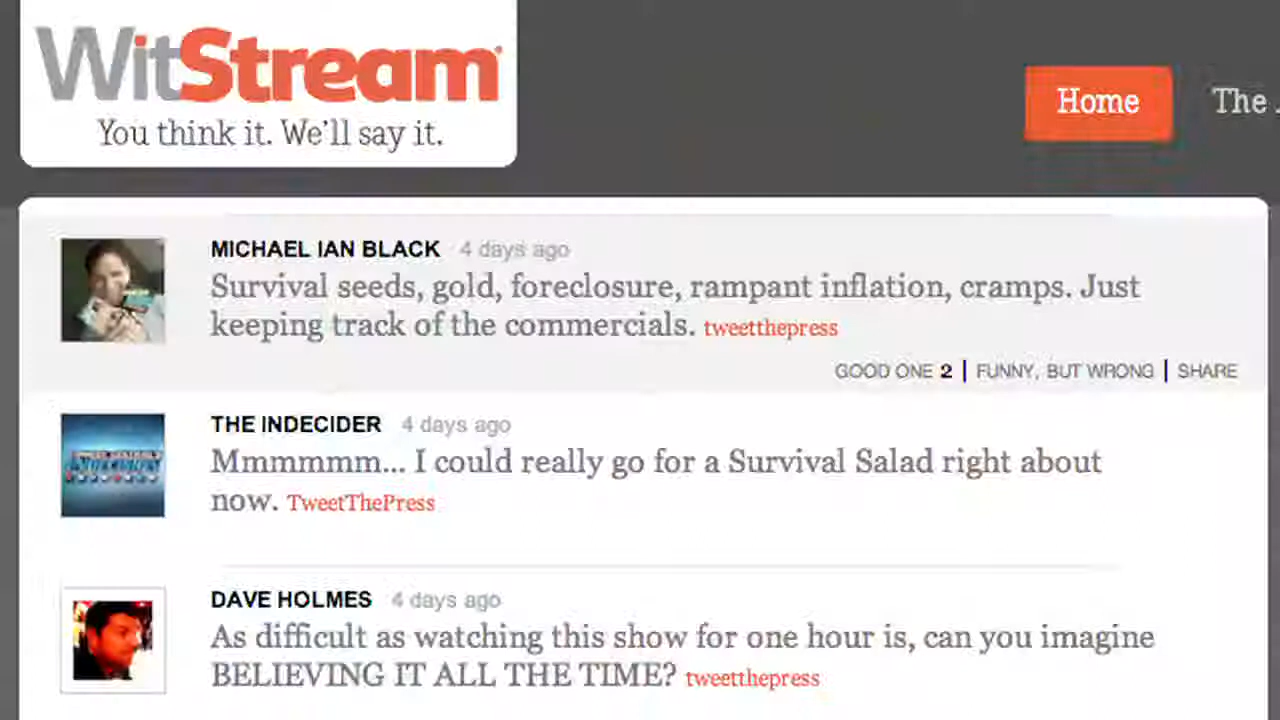 WitStream
You think it. We'll say it.
Home
The
MICHAEL IAN BLACK 4 days ago
Survival seeds, gold, foreclosure, rampant inflation, cramps. Just
keeping track of the commercials. tweetthepress
GOOD ONE 2 | FUNNY, BUT WRONG | SHARE
THE INDECIDER 4 days ago
Mmmmmm... I could really go for a Survival Salad right about
now. TweetThePress
DAVE HOLMES 4 days ago
As difficult as watching this show for one hour is, can you imagine
BELIEVING IT ALL THE TIME? tweetthepress